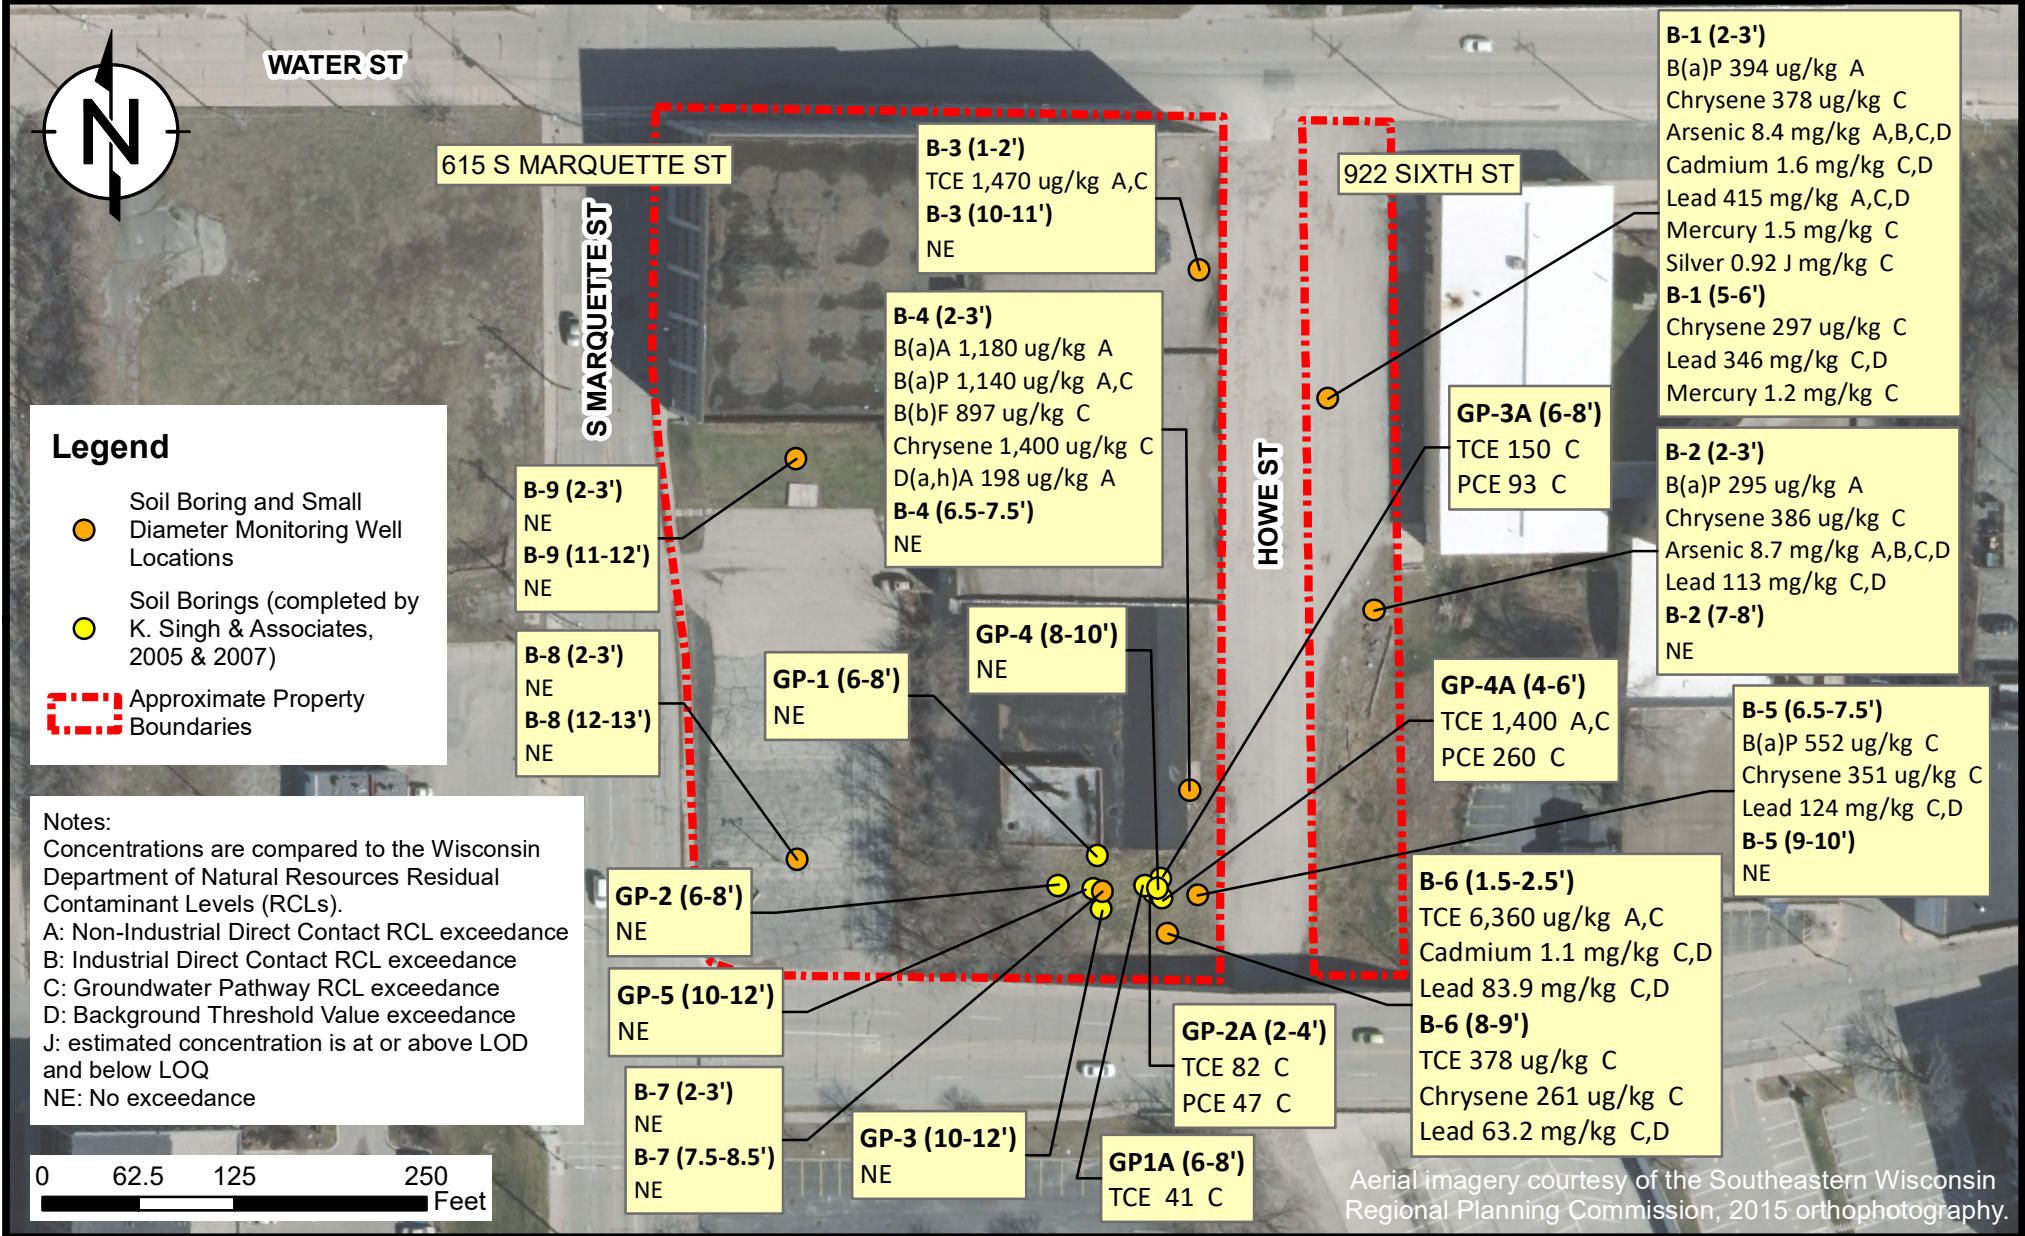 WATER ST
N
615 S MARQUETTE ST
S MARQUETTE ST
922 SIXTH ST
HOWE ST
B-1 (2-3')
B(a)P 394 ug/kg A
Chrysene 378 ug/kg C
Arsenic 8.4 mg/kg A,B,C,D
Cadmium 1.6 mg/kg C,D
Lead 415 mg/kg A,C,D
Mercury 1.5 mg/kg C
Silver 0.92 J mg/kg C
B-1 (5-6')
Chrysene 297 ug/kg C
Lead 346 mg/kg C,D
Mercury 1.2 mg/kg C
B-3 (1-2')
TCE 1,470 ug/kg A,C
B-3 (10-11')
NE
B-4 (2-3')
B(a)A 1,180 ug/kg A
B(a)P 1,140 ug/kg A,C
B(b)F 897 ug/kg C
Chrysene 1,400 ug/kg C
D(a,h)A 198 ug/kg A
B-4 (6.5-7.5')
NE
GP-3A (6-8')
TCE 150 C
PCE 93 C
B-2 (2-3')
B(a)P 295 ug/kg A
Chrysene 386 ug/kg C
Arsenic 8.7 mg/kg A,B,C,D
Lead 113 mg/kg C,D
B-2 (7-8')
NE
Legend
Soil Boring and Small
Diameter Monitoring Well
Locations
Soil Borings (completed by
K. Singh & Associates,
2005 & 2007)
Approximate Property
Boundaries
B-9 (2-3')
NE
B-9 (11-12')
NE
B-8 (2-3')
NE
B-8 (12-13')
NE
GP-1 (6-8')
NE
GP-4 (8-10')
NE
GP-4A (4-6')
TCE 1,400 A,C
PCE 260 C
B-5 (6.5-7.5')
B(a)P 552 ug/kg C
Chrysene 351 ug/kg C
Lead 124 mg/kg C,D
B-5 (9-10')
NE
Notes:
Concentrations are compared to the Wisconsin
Department of Natural Resources Residual
Contaminant Levels (RCLs).
A: Non-Industrial Direct Contact RCL exceedance
B: Industrial Direct Contact RCL exceedance
C: Groundwater Pathway RCL exceedance
D: Background Threshold Value exceedance
J: estimated concentration is at or above LOD
and below LOQ
NE: No exceedance
GP-2 (6-8')
NE
GP-5 (10-12')
NE
B-7 (2-3')
NE
B-7 (7.5-8.5')
NE
GP-3 (10-12')
NE
GP1A (6-8')
TCE 41 C
GP-2A (2-4')
TCE 82 C
PCE 47 C
B-6 (1.5-2.5')
TCE 6,360 ug/kg A,C
Cadmium 1.1 mg/kg C,D
Lead 83.9 mg/kg C,D
B-6 (8-9')
TCE 378 ug/kg C
Chrysene 261 ug/kg C
Lead 63.2 mg/kg C,D
0 62.5 125 250
Feet
Aerial imagery courtesy of the Southeastern Wisconsin
Regional Planning Commission, 2015 orthophotography.